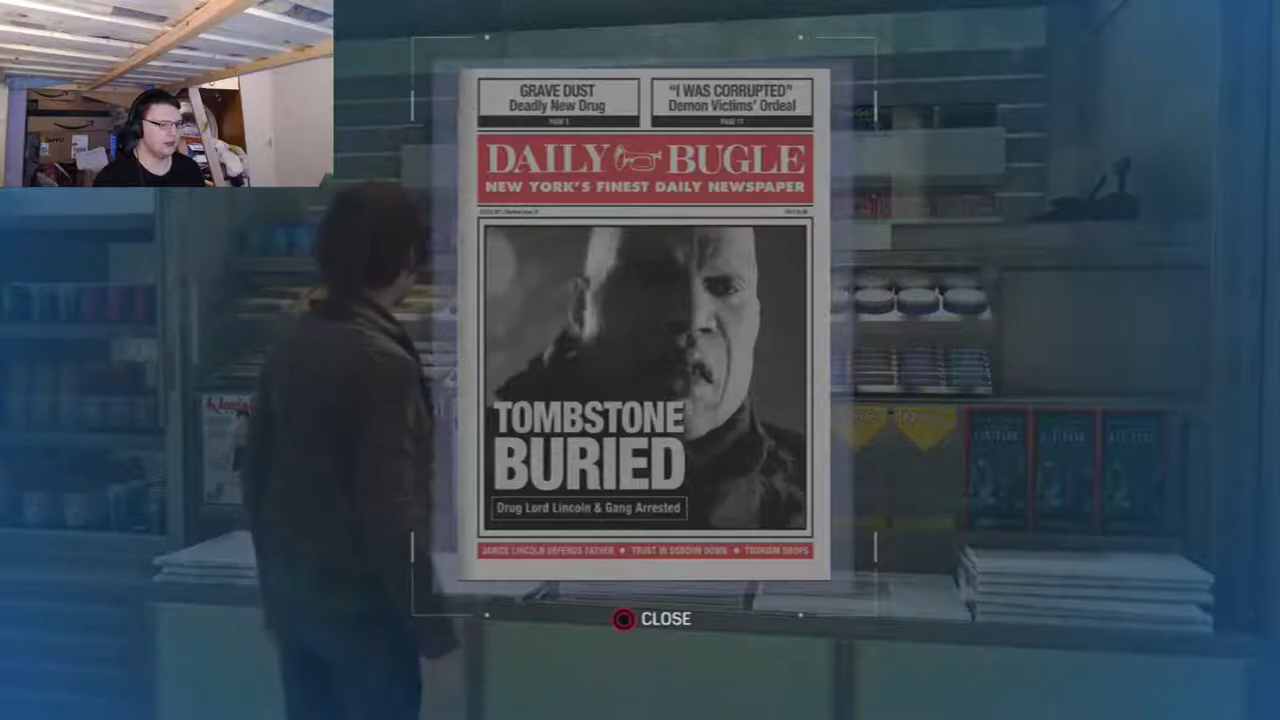 GRAVE DUST
Deadly New Drug
PAGE 5
"I WAS CORRUPTED"
Demon Victims' Ordeal
PAGE 17
DAILY BUGLE
NEW YORK'S FINEST DAILY NEWSPAPER
TOMBSTONE
BURIED
Drug Lord Lincoln & Gang Arrested
JANICE LINCOLN DEFENDS FATHER ★ TRUST IN OSBORN DOWN ★ TOURISM DROPS
CLOSE